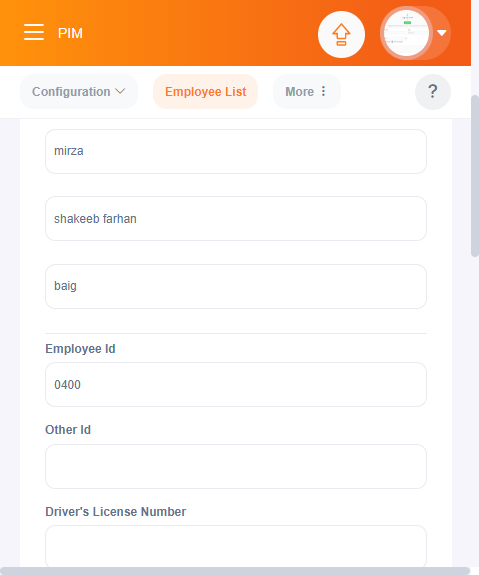 PIM
Configuration
Employee List
More
?
mirza
shakeeb farhan
baig
Employee Id
0400
Other Id
Driver's License Number